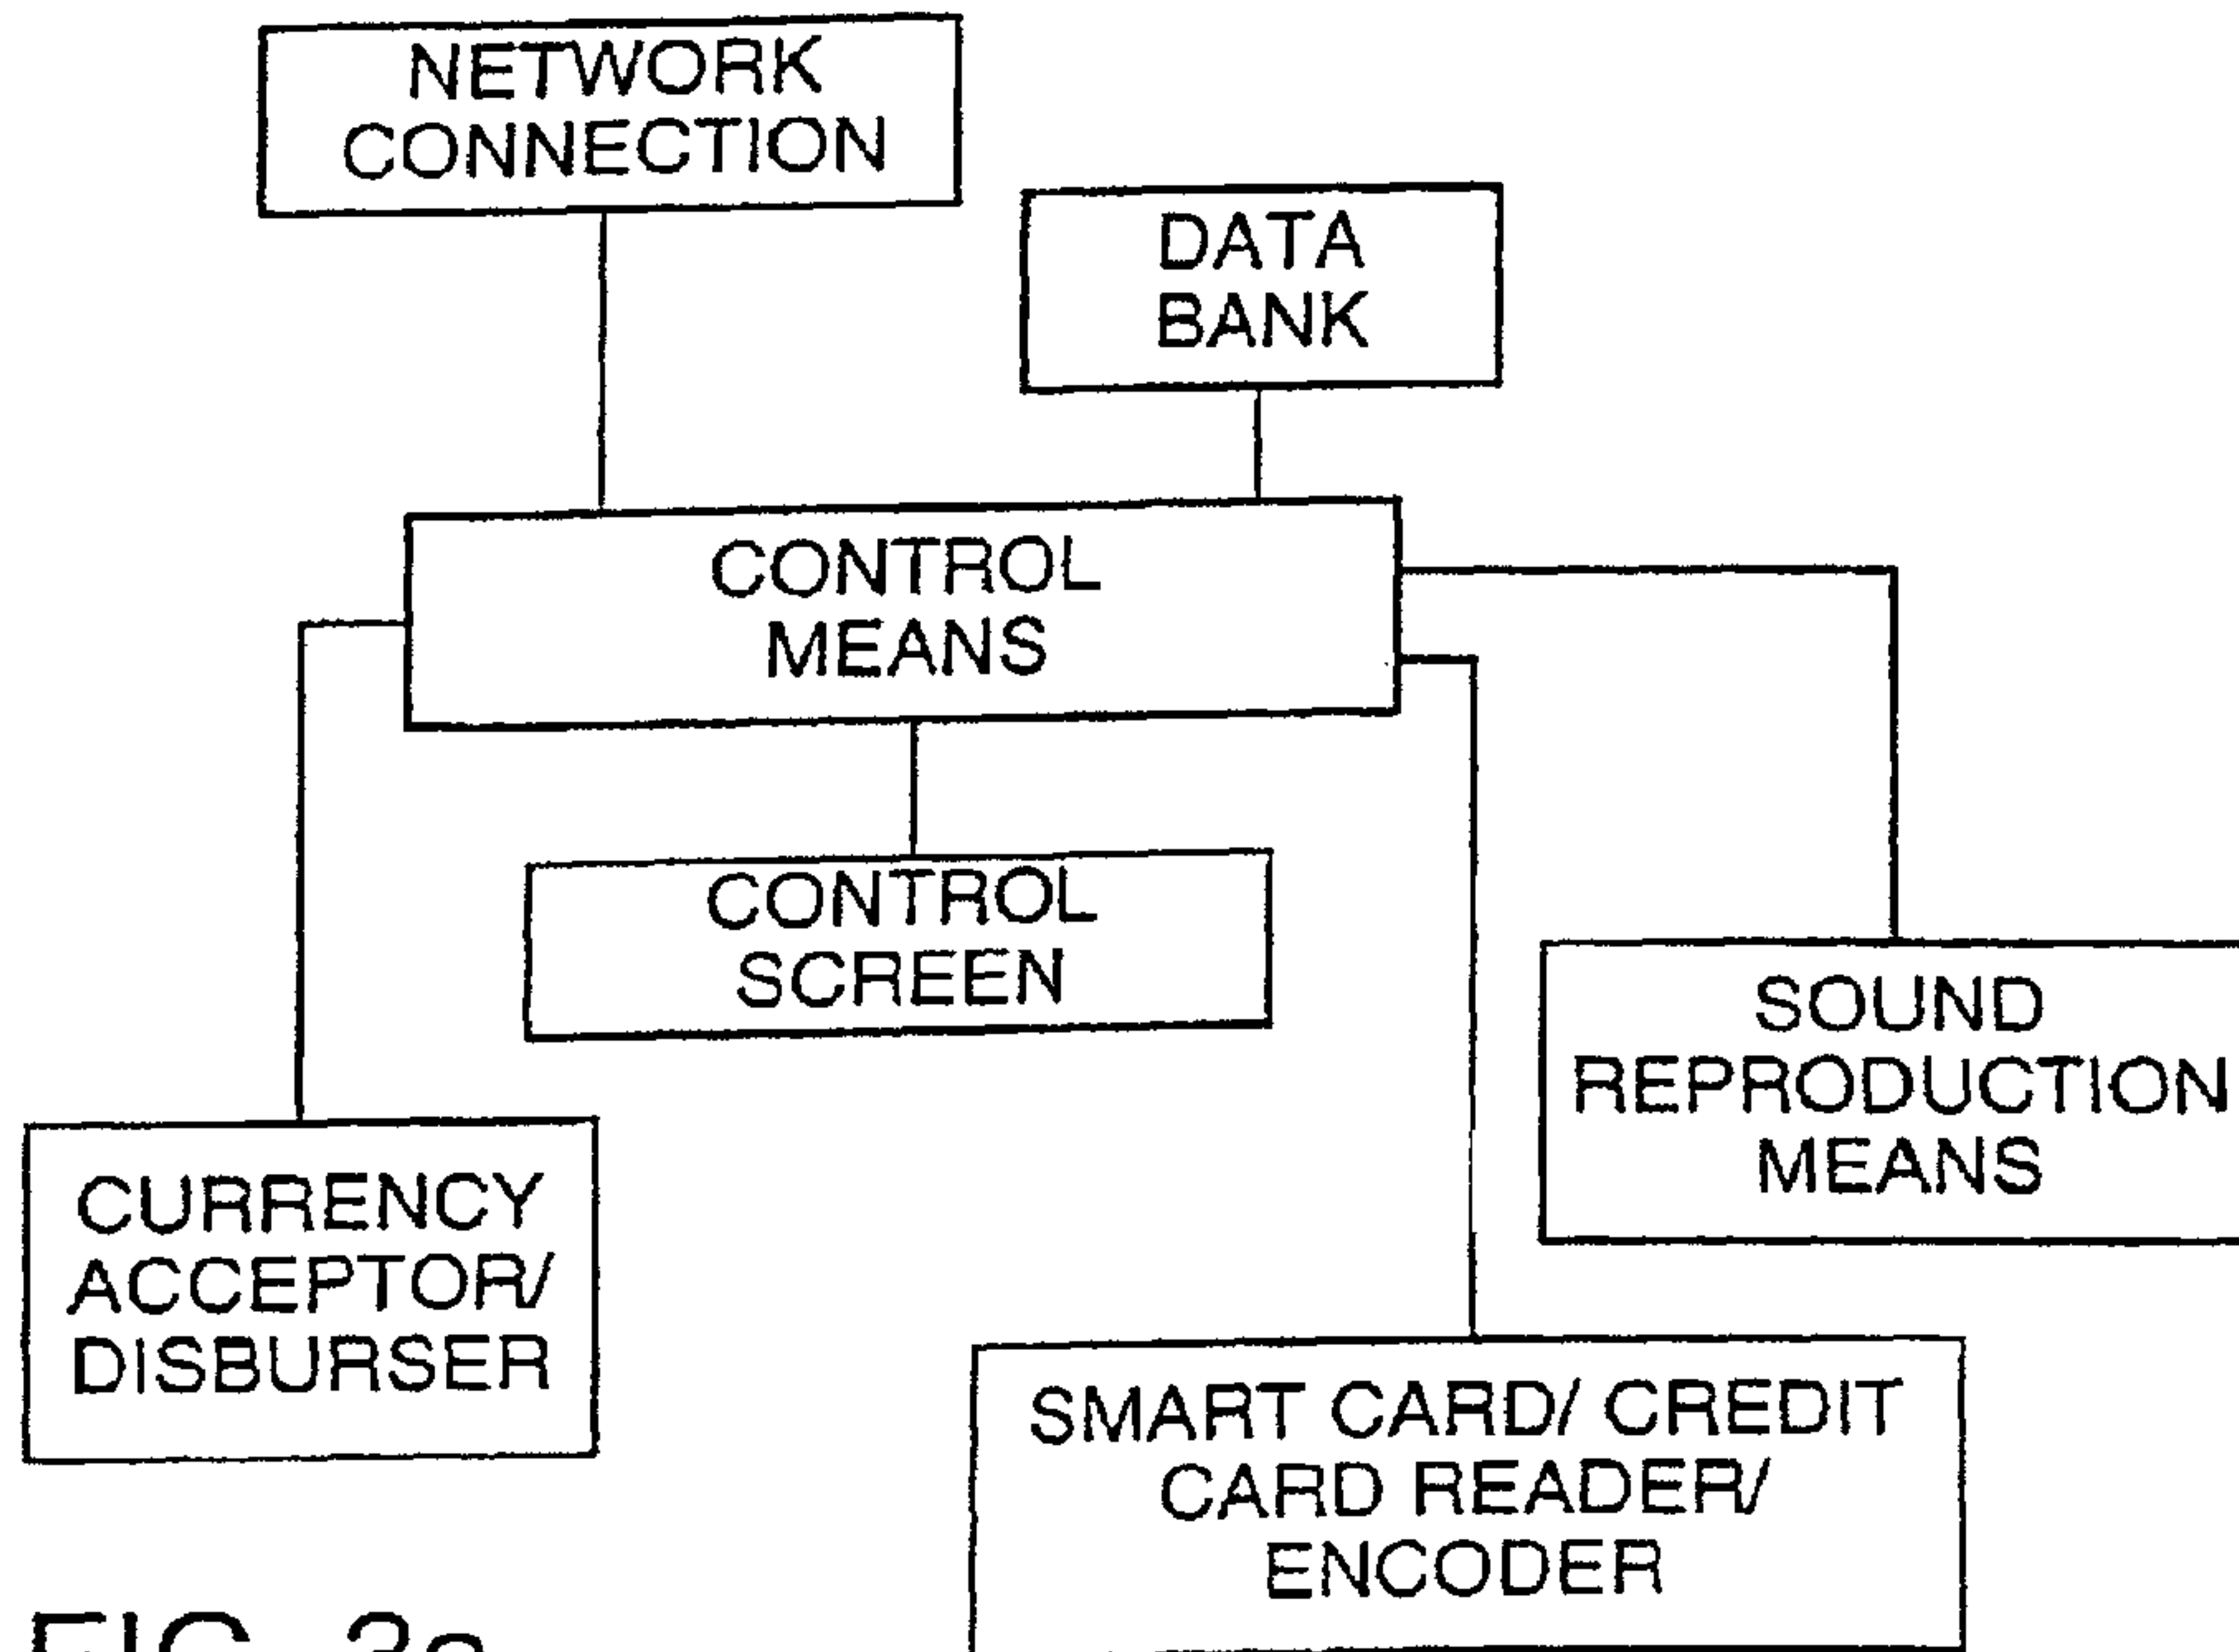 NETWORK
CONNECTION
DATA
BANK
CONTROL
MEANS
CONTROL
SCREEN
SOUND
REPRODUCTION
MEANS
CURRENCY
ACCEPTOR/
DISBURSER
SMART CARD/ CREDIT
CARD READER/
ENCODER
FIG.